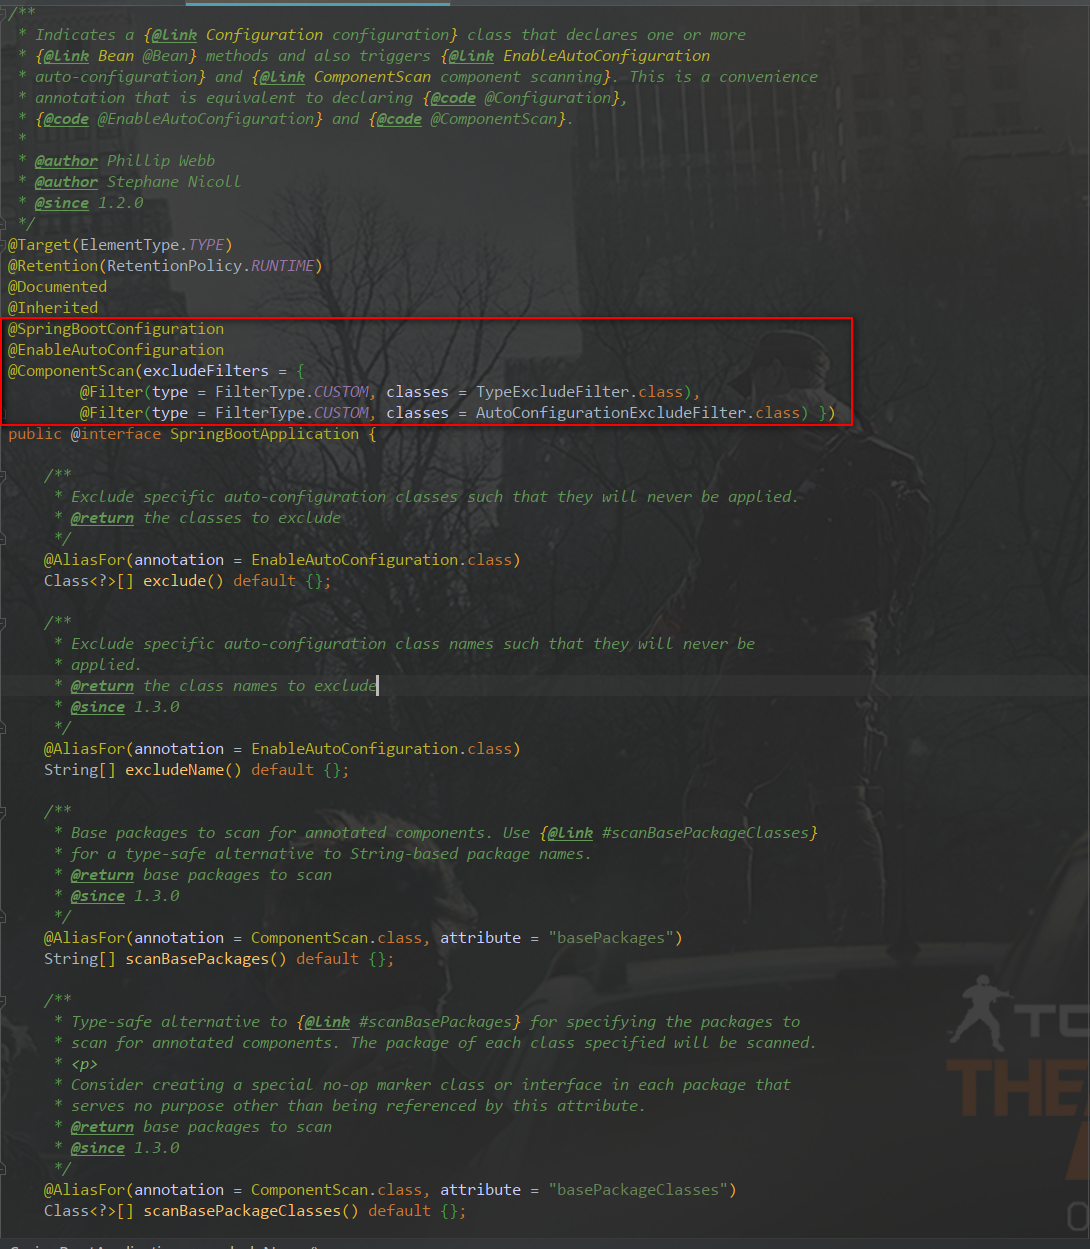 /**
 * Indicates a {@link Configuration configuration} class that declares one or more
 * {@link Bean @Bean} methods and also triggers {@link EnableAutoConfiguration
 * auto-configuration} and {@link ComponentScan component scanning}. This is a convenience
 * annotation that is equivalent to declaring {@code @Configuration},
 * {@code @EnableAutoConfiguration} and {@code @ComponentScan}.
 *
 * @author Phillip Webb
 * @author Stephane Nicoll
 * @since 1.2.0
 */
@Target(ElementType.TYPE)
@Retention(RetentionPolicy.RUNTIME)
@Documented
@Inherited
@SpringBootConfiguration
@EnableAutoConfiguration
@ComponentScan(excludeFilters = {
        @Filter(type = FilterType.CUSTOM, classes = TypeExcludeFilter.class),
        @Filter(type = FilterType.CUSTOM, classes = AutoConfigurationExcludeFilter.class) })
public @interface SpringBootApplication {

    /**
     * Exclude specific auto-configuration classes such that they will never be applied.
     * @return the classes to exclude
     */
    @AliasFor(annotation = EnableAutoConfiguration.class)
    Class<?>[] exclude() default {};

    /**
     * Exclude specific auto-configuration class names such that they will never be
     * applied.
     * @return the class names to exclude
     * @since 1.3.0
     */
    @AliasFor(annotation = EnableAutoConfiguration.class)
    String[] excludeName() default {};

    /**
     * Base packages to scan for annotated components. Use {@link #scanBasePackageClasses}
     * for a type-safe alternative to String-based package names.
     * @return base packages to scan
     * @since 1.3.0
     */
    @AliasFor(annotation = ComponentScan.class, attribute = "basePackages")
    String[] scanBasePackages() default {};

    /**
     * Type-safe alternative to {@link #scanBasePackages} for specifying the packages to
     * scan for annotated components. The package of each class specified will be scanned.
     * <p>
     * Consider creating a special no-op marker class or interface in each package that
     * serves no purpose other than being referenced by this attribute.
     * @return base packages to scan
     * @since 1.3.0
     */
    @AliasFor(annotation = ComponentScan.class, attribute = "basePackageClasses")
    Class<?>[] scanBasePackageClasses() default {};
THE